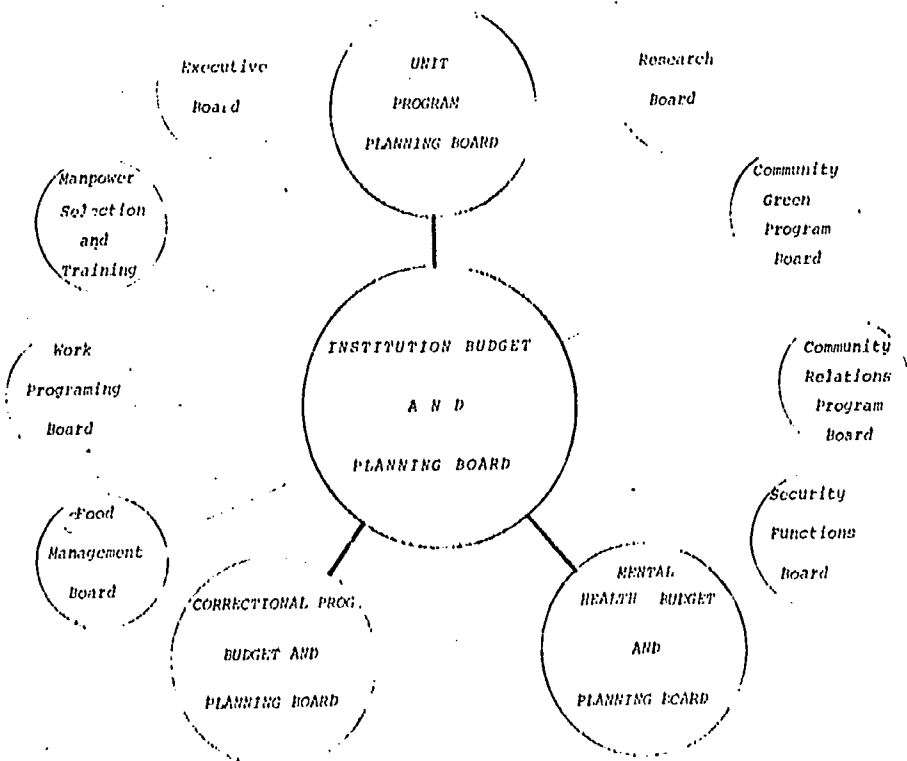 Executive
Board
UNIT
PROGRAM
PLANNING BOARD
Research
Board
Manpower
Selection
and
Training
Community
Green
Program
Board
Work
Programing
Board
INSTITUTION BUDGET
A N D
PLANNING BOARD
Community
Relations
Program
Board
Food
Management
Board
Security
Functions
Board
CORRECTIONAL PROG.
BUDGET AND
PLANNING BOARD
MENTAL
HEALTH BUDGET
AND
PLANNING BOARD